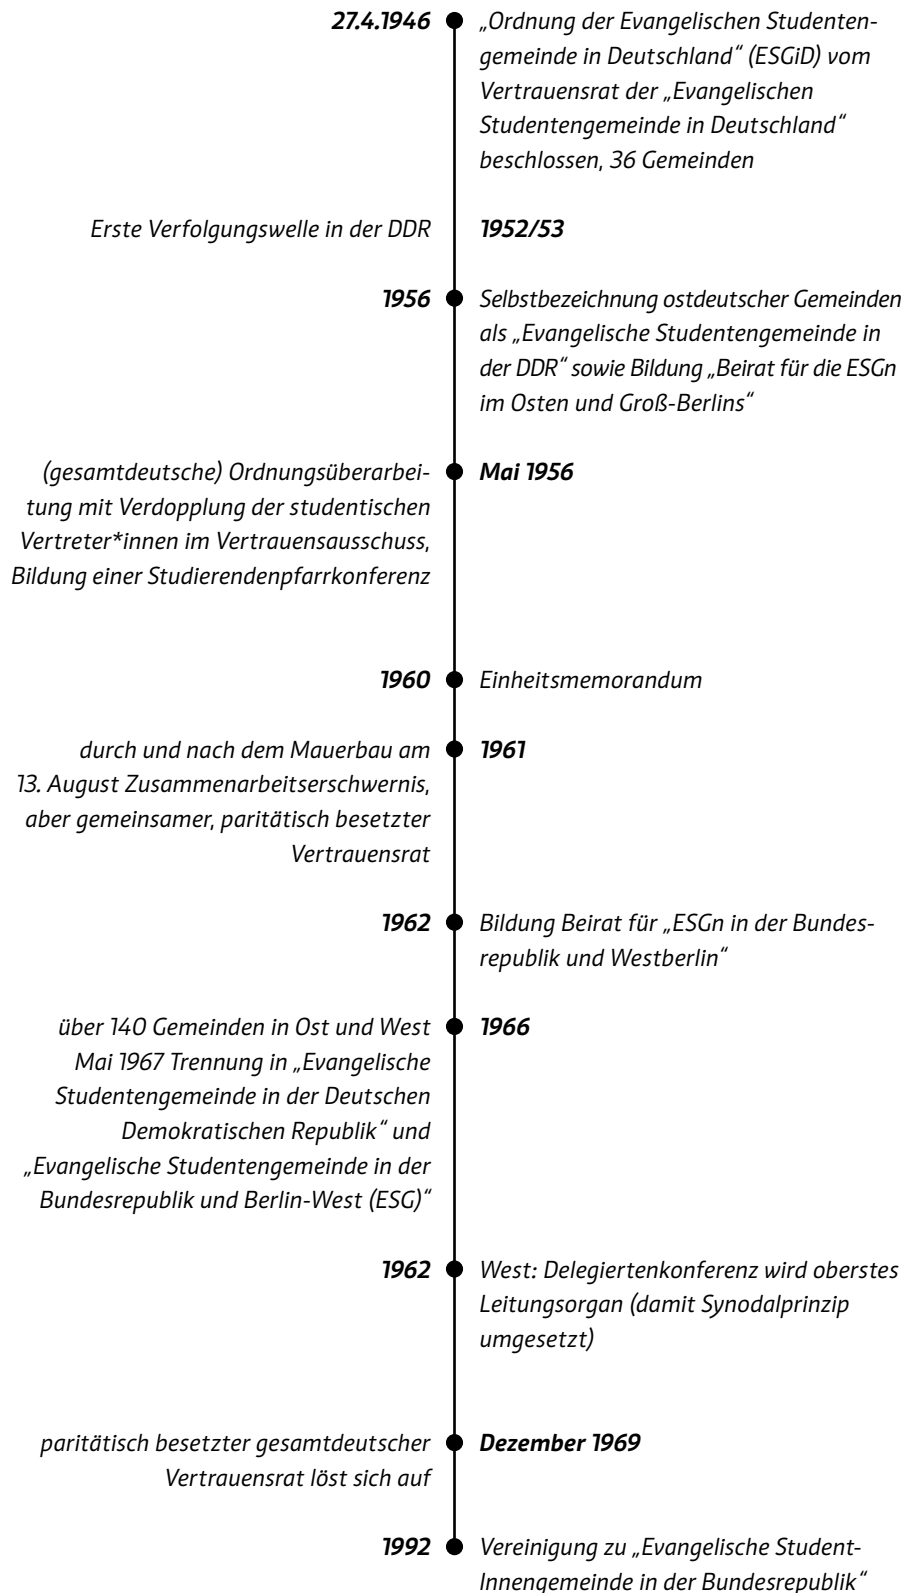 27.4.1946
„Ordnung der Evangelischen Studenten-
gemeinde in Deutschland“ (ESGiD) vom
Vertrauensrat der „Evangelischen
Studentengemeinde in Deutschland“
beschlossen, 36 Gemeinden
1952/53
Erste Verfolgungswelle in der DDR
1956
Selbstbezeichnung ostdeutscher Gemeinden
als „Evangelische Studentengemeinde in
der DDR“ sowie Bildung „Beirat für die ESGn
im Osten und Groß-Berlins“
Mai 1956
(gesamtdeutsche) Ordnungsüberarbei-
tung mit Verdopplung der studentischen
Vertreter*innen im Vertrauensausschuss,
Bildung einer Studierendenpfarrkonferenz
1960
Einheitsmemorandum
1961
durch und nach dem Mauerbau am
13. August Zusammenarbeitserschwernis,
aber gemeinsamer, paritätisch besetzter
Vertrauensrat
1962
Bildung Beirat für „ESGn in der Bundes-
republik und Westberlin“
1966
über 140 Gemeinden in Ost und West
Mai 1967 Trennung in „Evangelische
Studentengemeinde in der Deutschen
Demokratischen Republik“ und
„Evangelische Studentengemeinde in der
Bundesrepublik und Berlin-West (ESG)“
1962
West: Delegiertenkonferenz wird oberstes
Leitungsorgan (damit Synodalprinzip
umgesetzt)
Dezember 1969
paritätisch besetzter gesamtdeutscher
Vertrauensrat löst sich auf
1992
Vereinigung zu „Evangelische Student-
Innengemeinde in der Bundesrepublik“